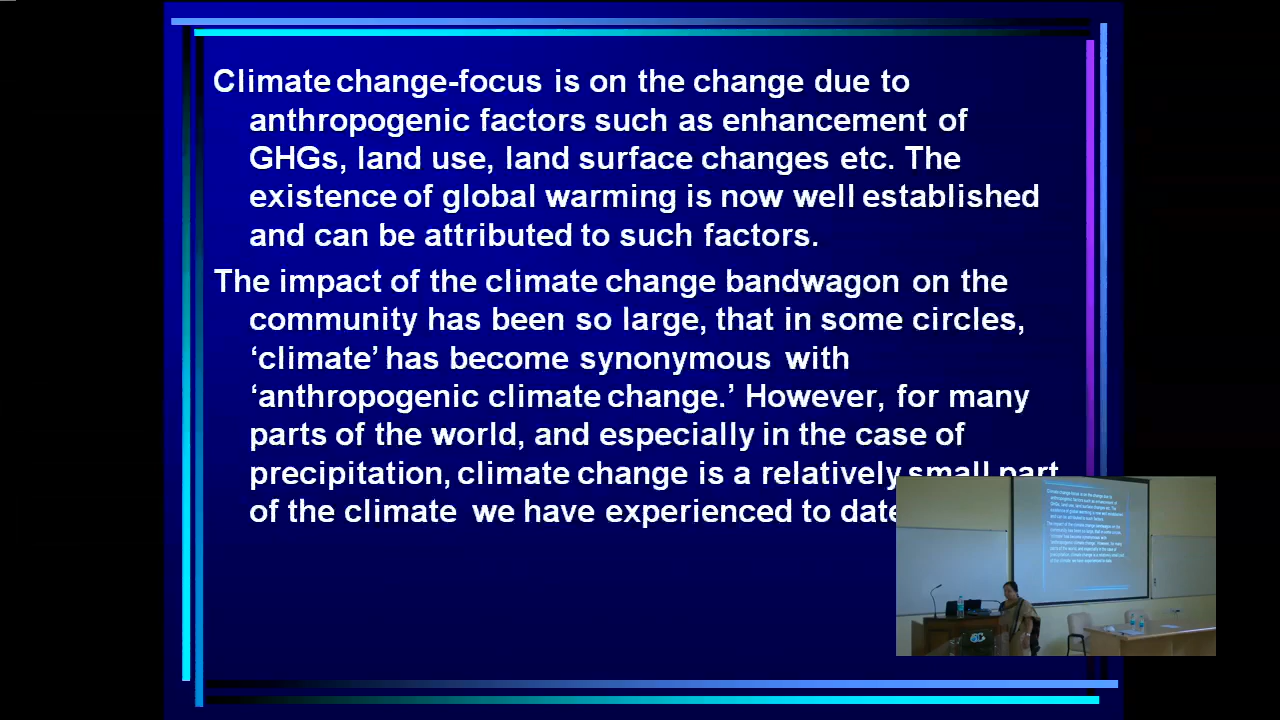 Climate change-focus is on the change due to
anthropogenic factors such as enhancement of
GHGs, land use, land surface changes etc. The
existence of global warming is now well established
and can be attributed to such factors.
The impact of the climate change bandwagon on the
community has been so large, that in some circles,
‘climate’ has become synonymous with
‘anthropogenic climate change.’ However, for many
parts of the world, and especially in the case of
precipitation, climate change is a relatively small part
of the climate we have experienced to date